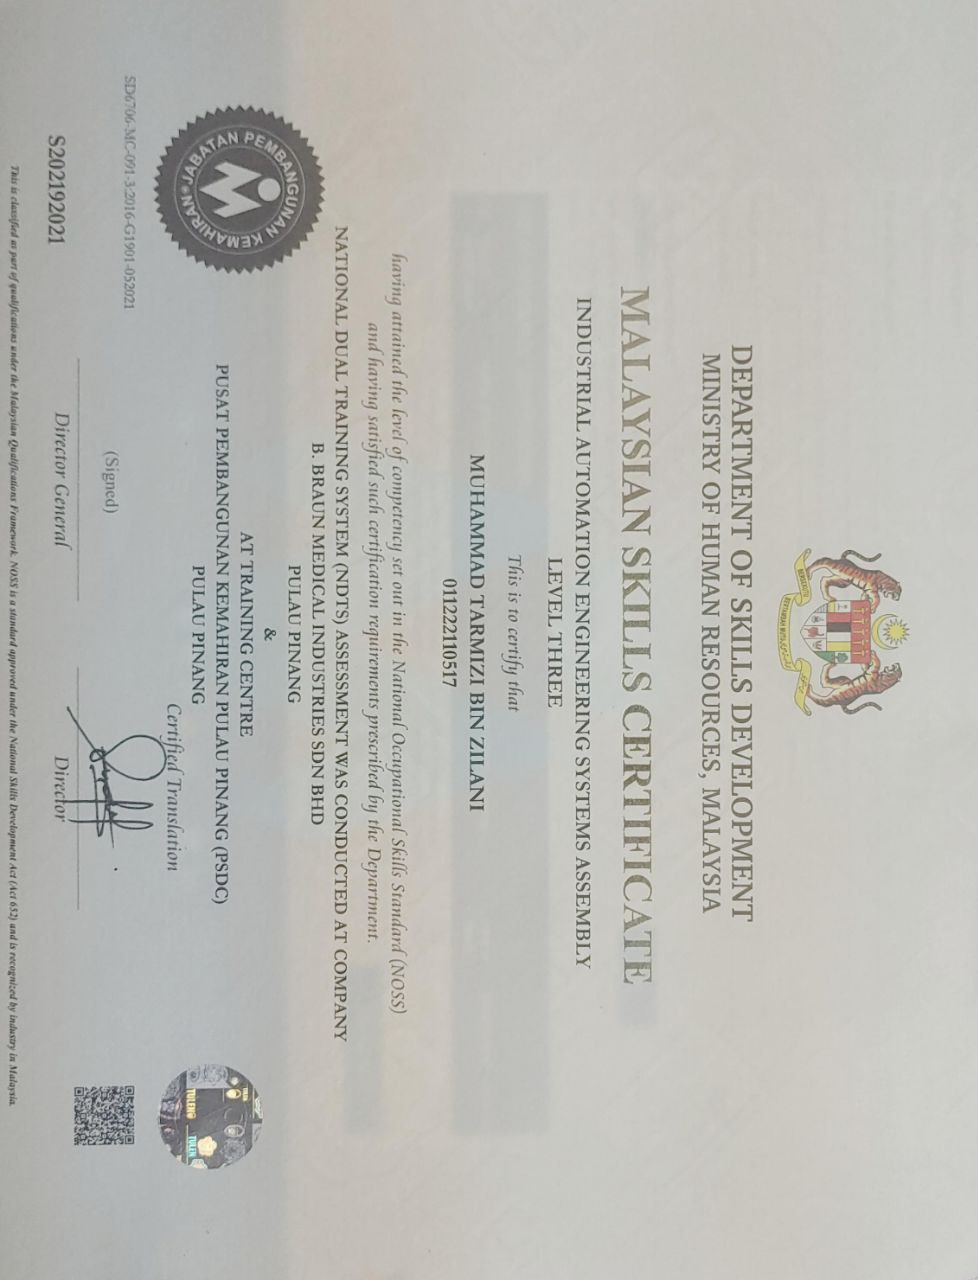 DEPARTMENT OF SKILLS DEVELOPMENT
MINISTRY OF HUMAN RESOURCES, MALAYSIA
MALAYSIAN SKILLS CERTIFICATE
INDUSTRIAL AUTOMATION ENGINEERING SYSTEMS ASSEMBLY
LEVEL THREE
This is to certify that
MUHAMMAD TARMIZI BIN ZILANI
011222110517
having attained the level of competency set out in the National Occupational Skills Standard (NOSS)
and having satisfied such certification requirements prescribed by the Department.
NATIONAL DUAL TRAINING SYSTEM (NDTS) ASSESSMENT WAS CONDUCTED AT COMPANY
B. BRAUN MEDICAL INDUSTRIES SDN BHD
PULAU PINANG
&
AT TRAINING CENTRE
PUSAT PEMBANGUNAN KEMAHIRAN PULAU PINANG (PSDC)
PULAU PINANG
JABATAN PEMBANGUNAN KEMAHIRAN
Certified Translation
TULEN
TULEN
SD6706-MC-091-3:2016-G1901-052021
(Signed)
S202192021
Director General
Director
This is classified as part of qualifications under the Malaysian Qualifications Framework. NOSS is a standard approved under the National Skills Development Act (Act 652) and is recognized by industry in Malaysia.